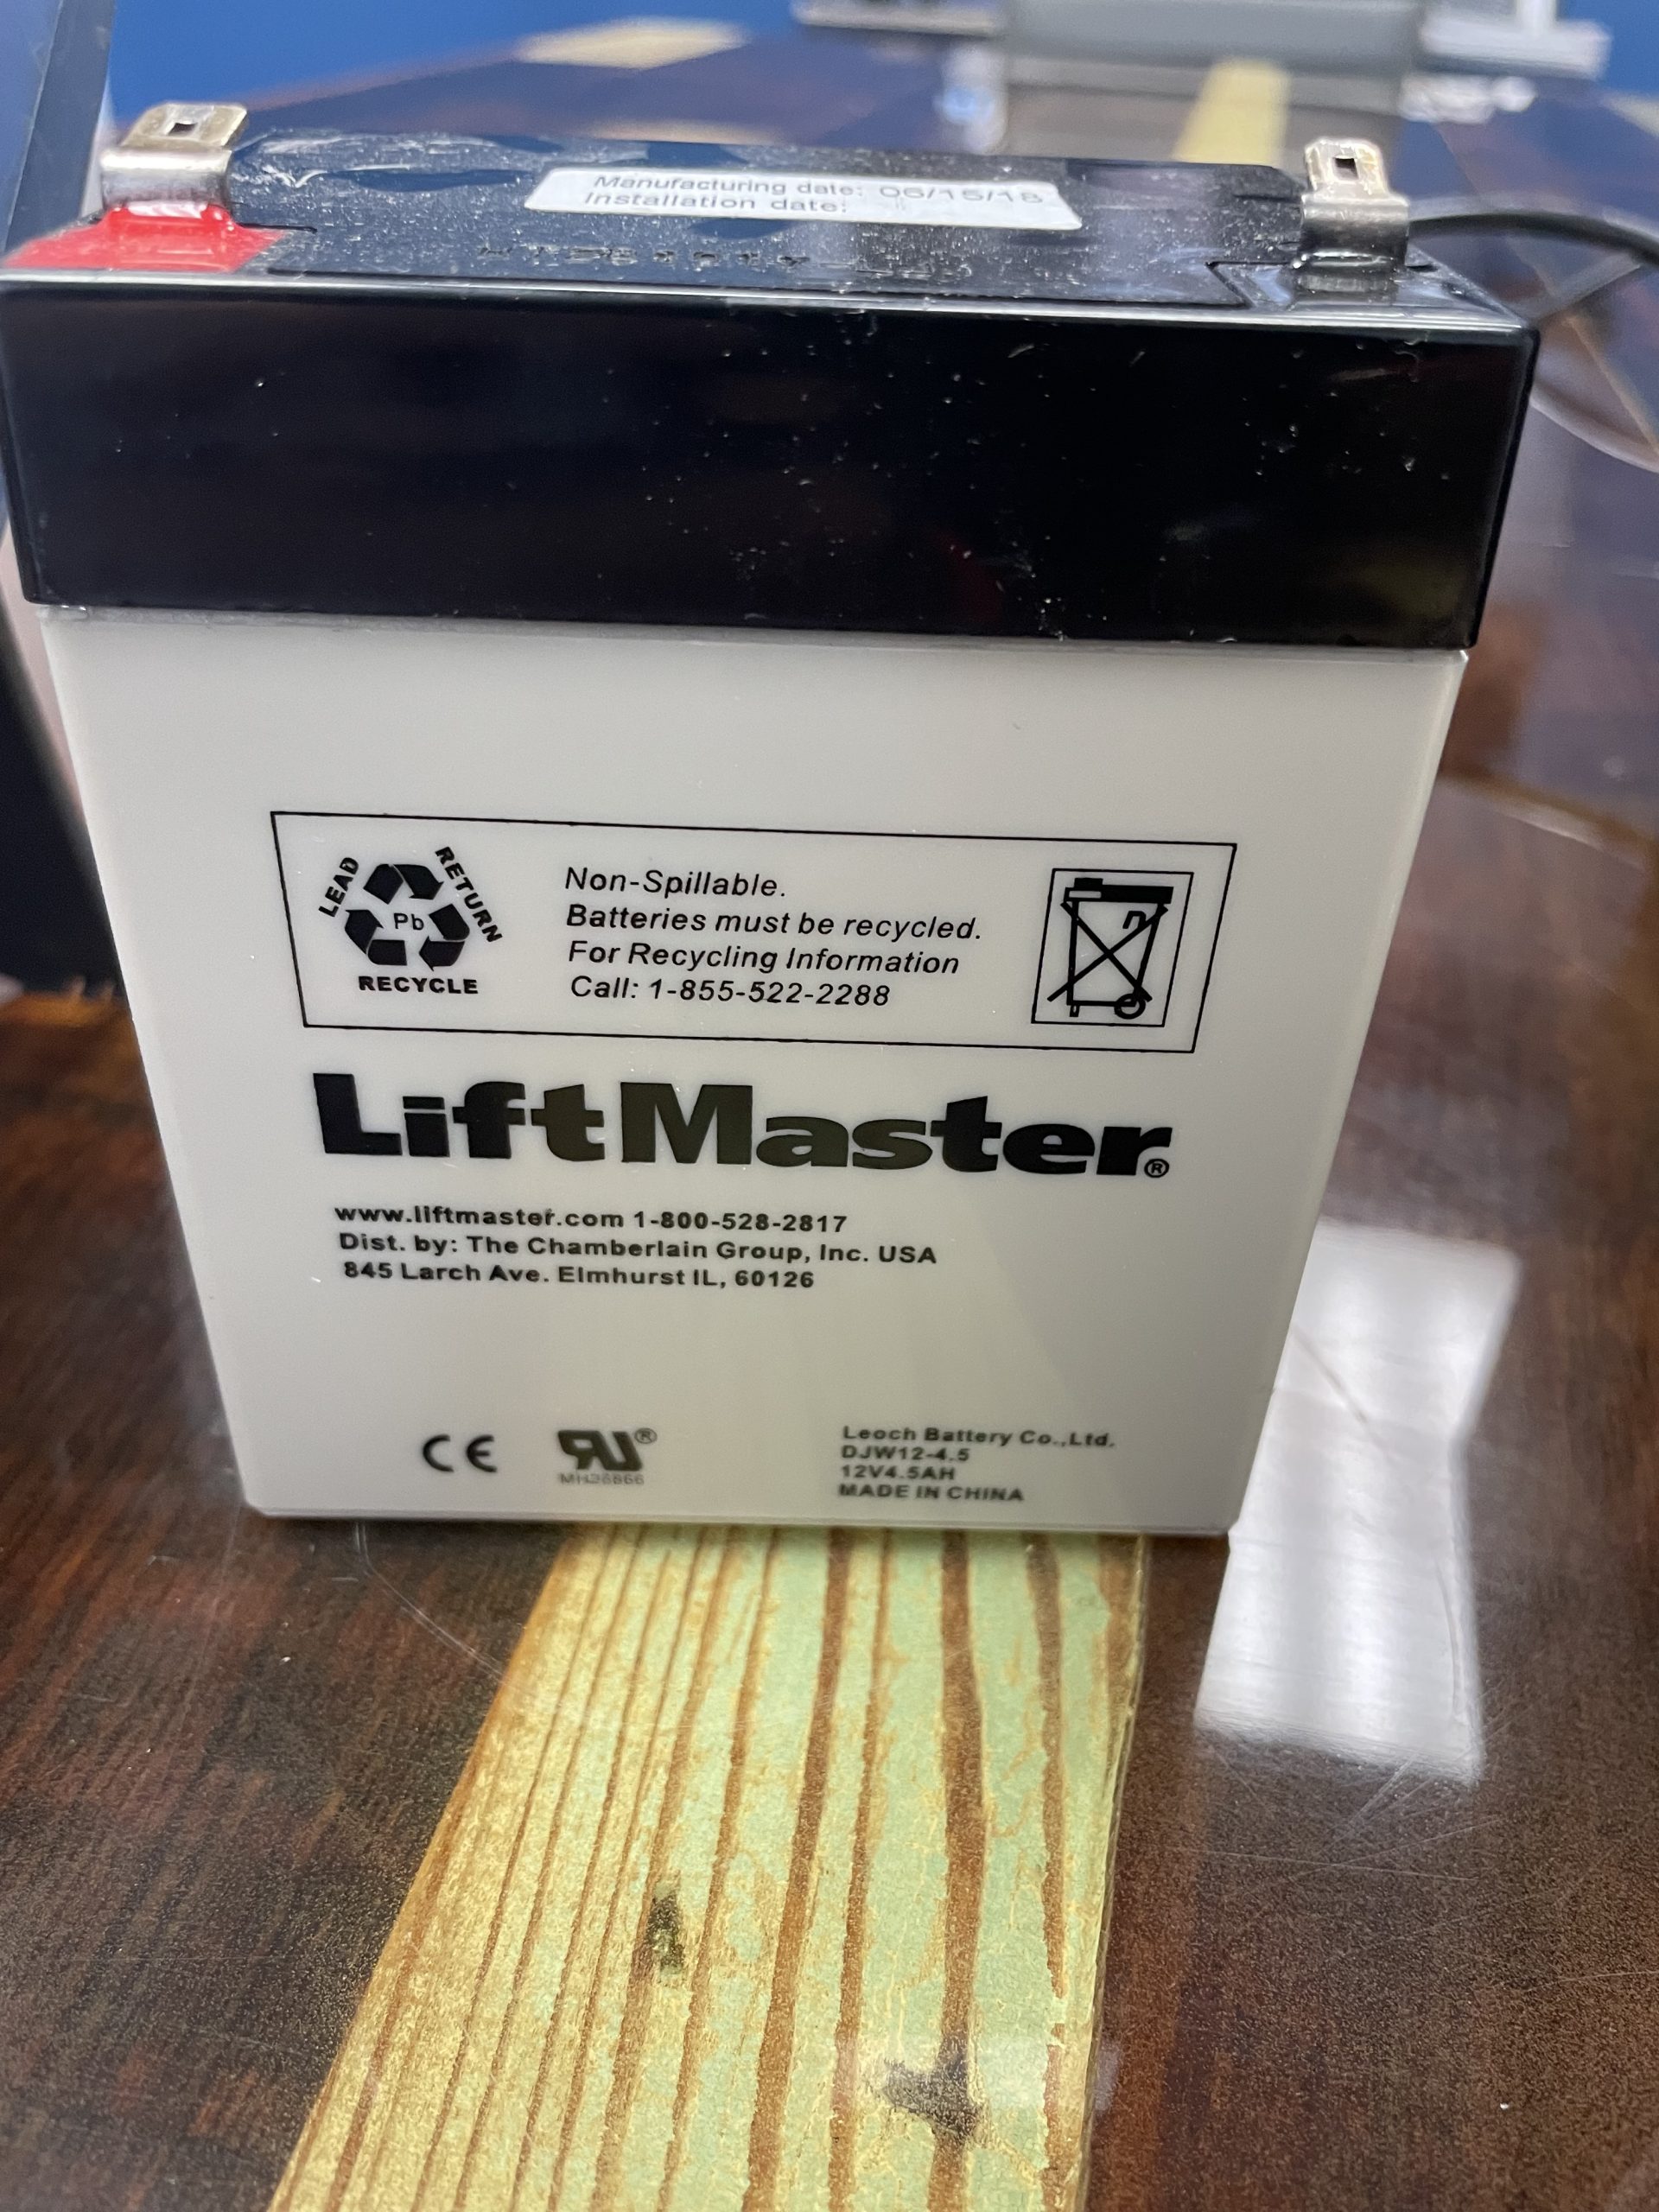 Manufacturing date: 06/15/18
Installation date:
LEAD
RETURN
Pb
RECYCLE
Non-Spillable.
Batteries must be recycled.
For Recycling Information
Call: 1-855-522-2288
LiftMaster®
www.liftmaster.com 1-800-528-2817
Dist. by: The Chamberlain Group, Inc. USA
845 Larch Ave. Elmhurst IL, 60126
CE
RU®
MH26866
Leoch Battery Co.,Ltd.
DJW12-4.5
12V4.5AH
MADE IN CHINA